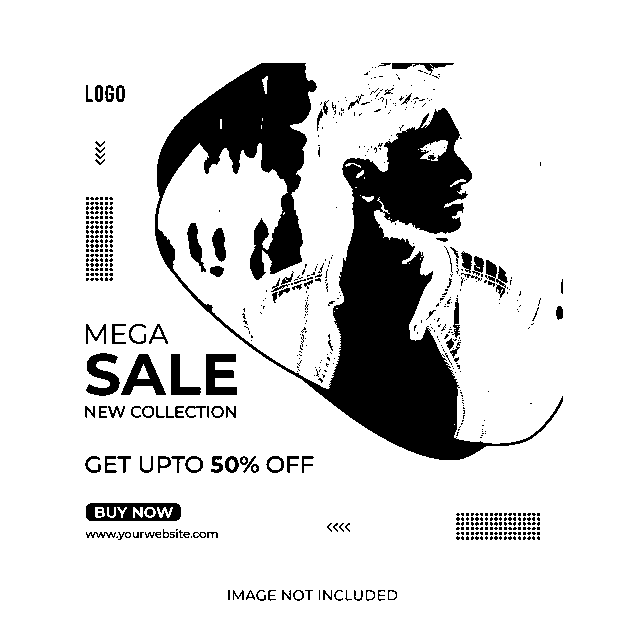 LOGO
MEGA
SALE
NEW COLLECTION
GET UPTO 50% OFF
BUY NOW
www.yourwebsite.com
IMAGE NOT INCLUDED